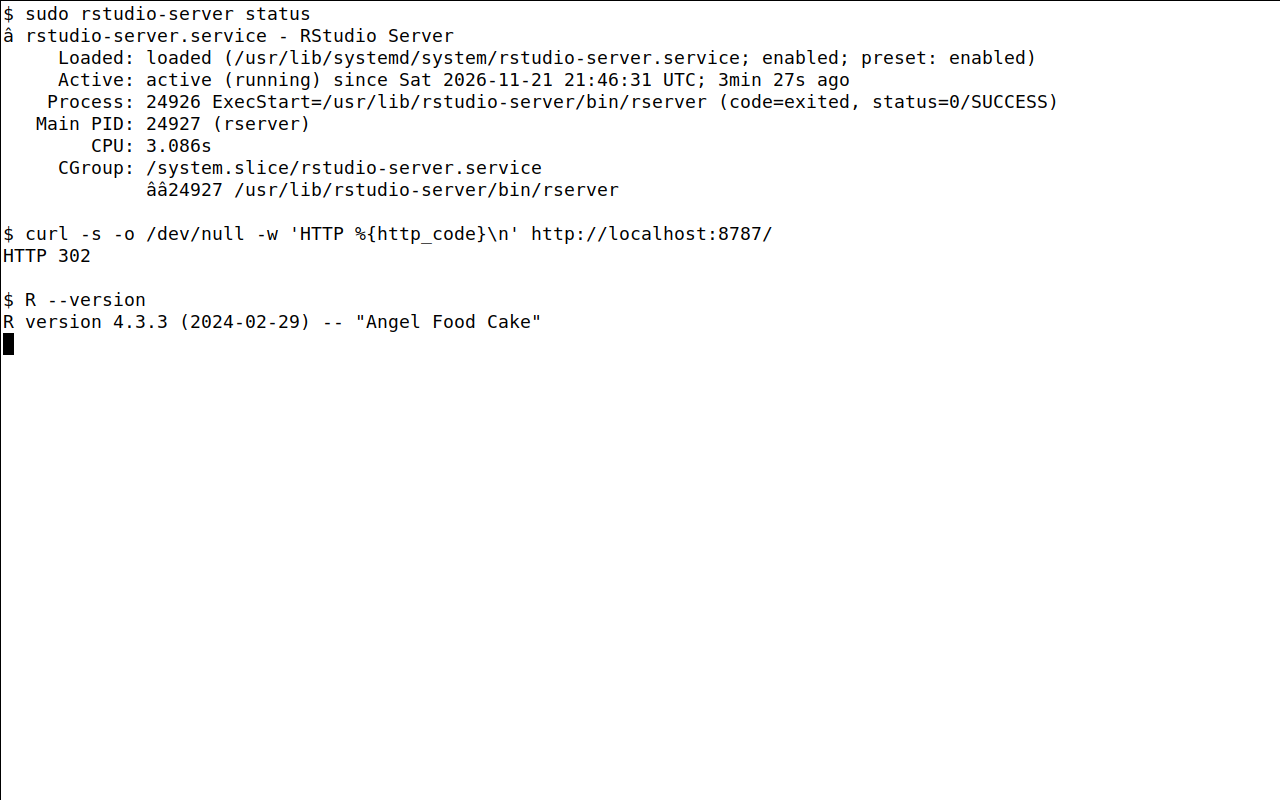 $ sudo rstudio-server status
â rstudio-server.service - RStudio Server
     Loaded: loaded (/usr/lib/systemd/system/rstudio-server.service; enabled; preset: enabled)
     Active: active (running) since Sat 2026-11-21 21:46:31 UTC; 3min 27s ago
    Process: 24926 ExecStart=/usr/lib/rstudio-server/bin/rserver (code=exited, status=0/SUCCESS)
   Main PID: 24927 (rserver)
        CPU: 3.086s
     CGroup: /system.slice/rstudio-server.service
             ââ24927 /usr/lib/rstudio-server/bin/rserver
$ curl -s -o /dev/null -w 'HTTP %{http_code}\n' http://localhost:8787/
HTTP 302
$ R --version
R version 4.3.3 (2024-02-29) -- "Angel Food Cake"